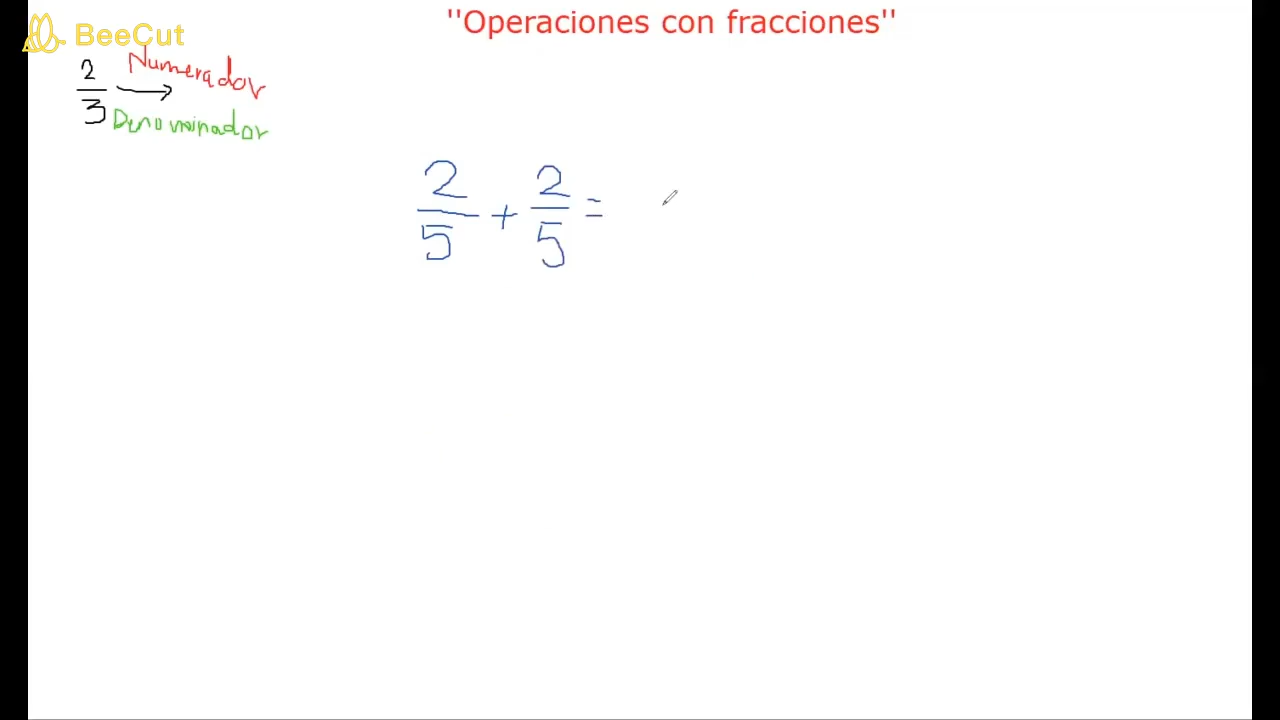 ''Operaciones con fracciones''
BeeCut
2/3 → Numerador
Denominador
2/5 + 2/5 =